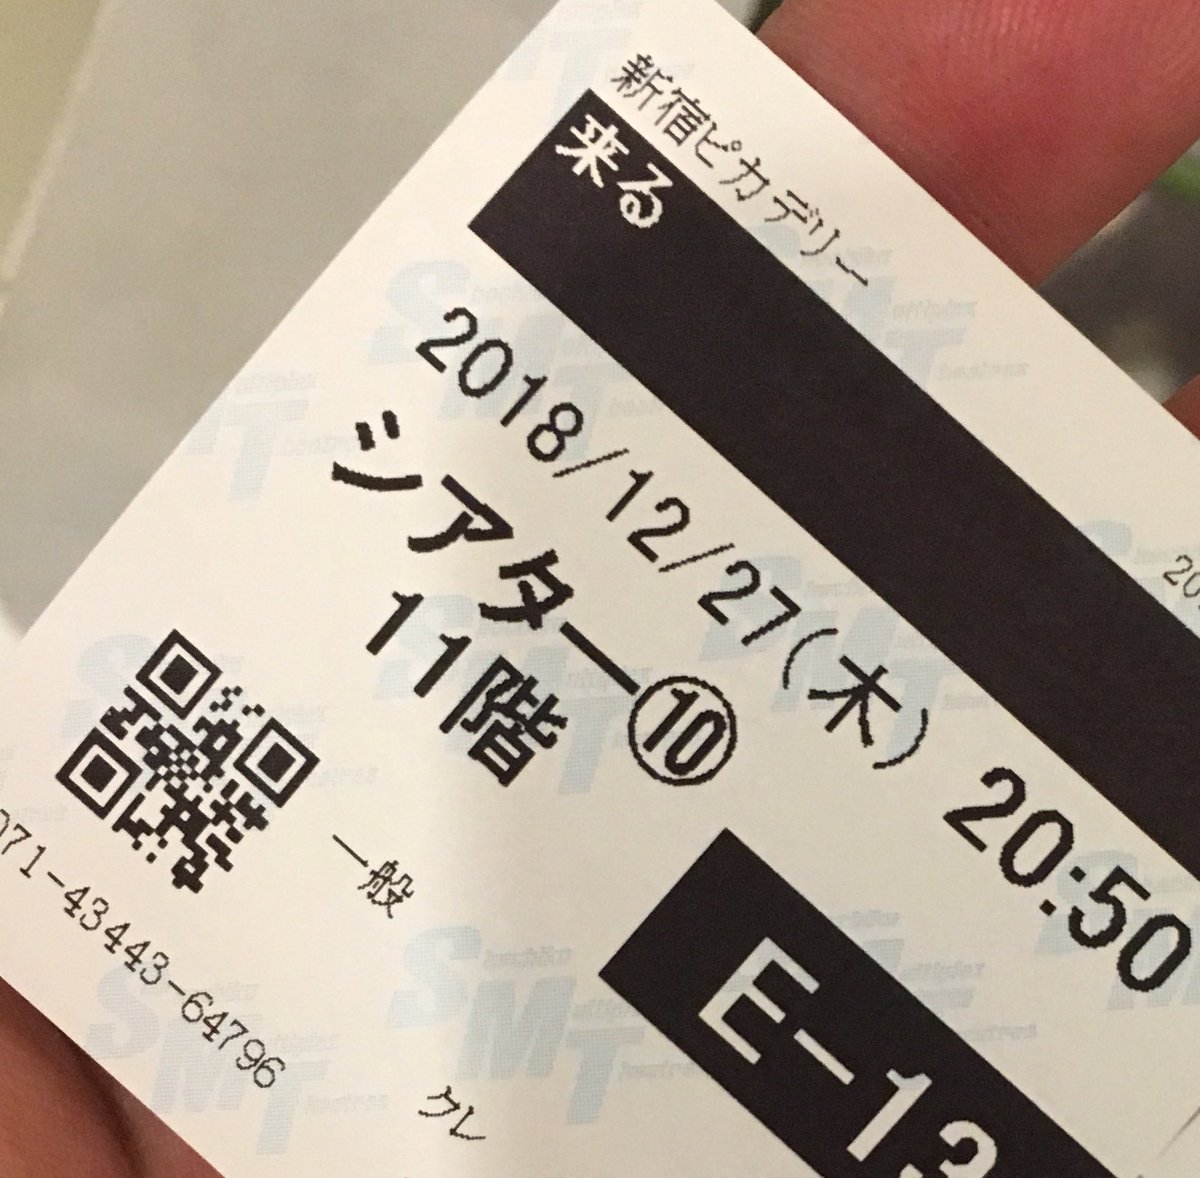 新宿ピカデリー
来る
2018/12/27(木) 20:50
シアター⑩
11階
E-13
一般
071-43443-64796
クレ
SMT